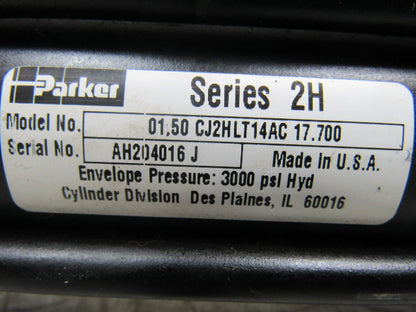 Parker Series 2H
Model No. 01,50 CJ2HLT14AC 17.700
Serial No. AH204016 J Made in U.S.A.
Envelope Pressure: 3000 psi Hyd
Cylinder Division Des Plaines, IL 60016